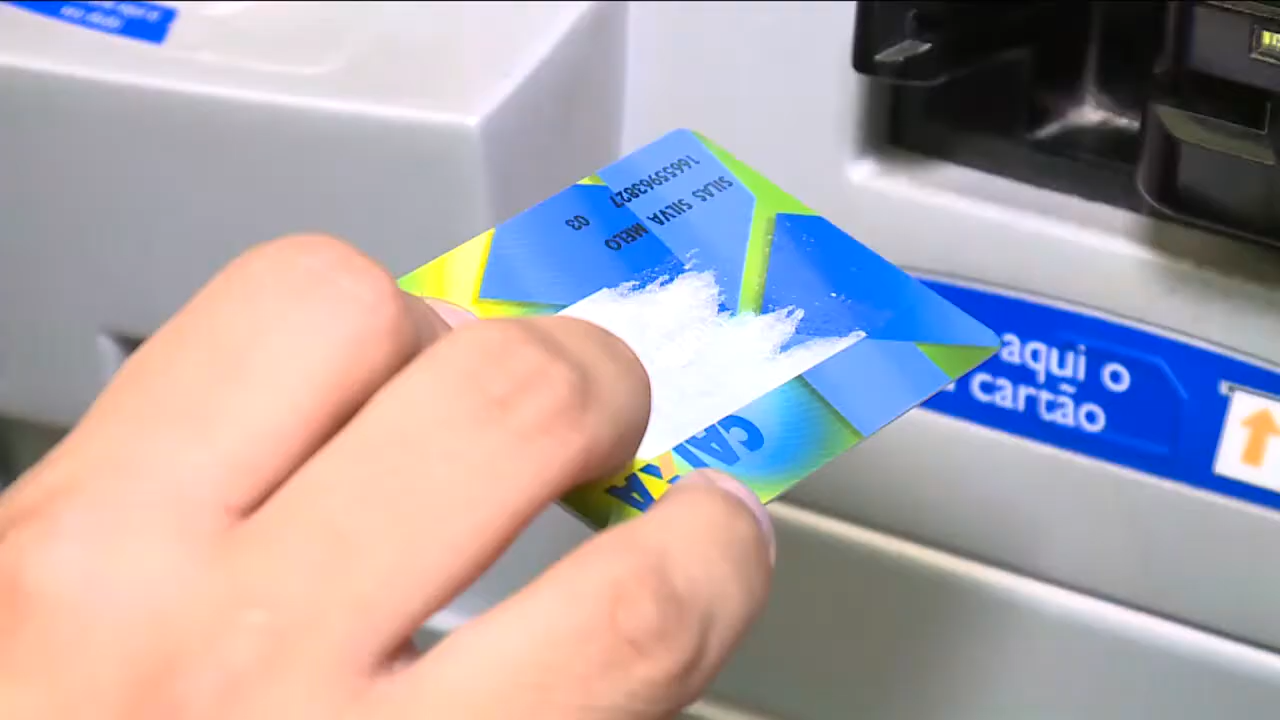 SILAS SILVA MELO
16655963827 03
CAIXA
aqui o
cartão